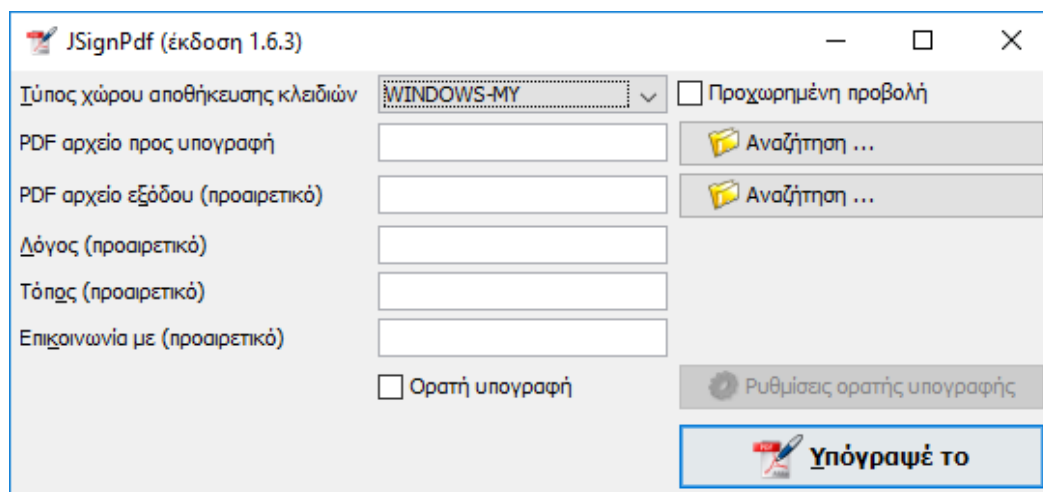 JSignPdf (έκδοση 1.6.3)
Τύπος χώρου αποθήκευσης κλειδιών WINDOWS-MY Προχωρημένη προβολή
PDF αρχείο προς υπογραφή Αναζήτηση ...
PDF αρχείο εξόδου (προαιρετικό) Αναζήτηση ...
Λόγος (προαιρετικό)
Τόπος (προαιρετικό)
Επικοινωνία με (προαιρετικό)
Ορατή υπογραφή Ρυθμίσεις ορατής υπογραφής
Υπόγραψέ το